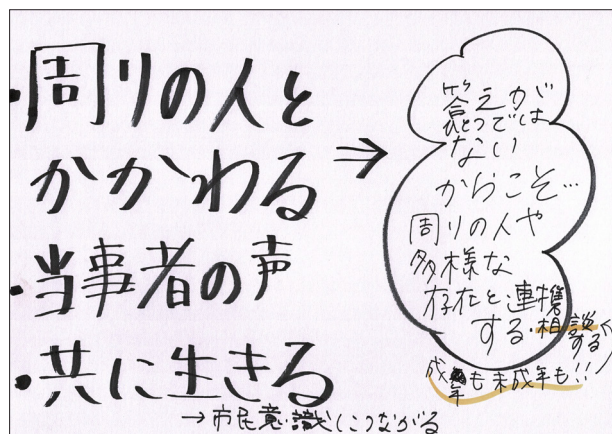 ・周りの人と
かかわる
・当事者の声
・共に生きる
→市民意識につながる
⇒
答えが
ひとつでは
ない
からこそ…
周りの人や
多様な
存在と連携
する・相談
する
成年も未成年も!!